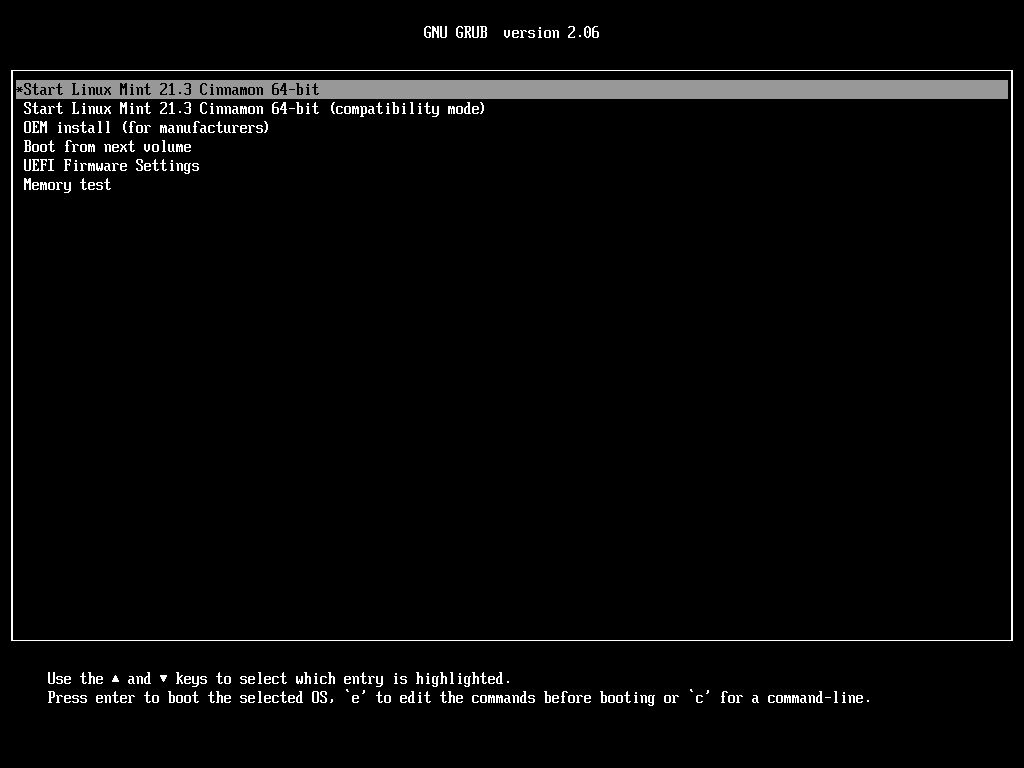 GNU GRUB  version 2.06
*Start Linux Mint 21.3 Cinnamon 64-bit
Start Linux Mint 21.3 Cinnamon 64-bit (compatibility mode)
OEM install (for manufacturers)
Boot from next volume
UEFI Firmware Settings
Memory test
Use the ▲ and ▼ keys to select which entry is highlighted.
Press enter to boot the selected OS, `e' to edit the commands before booting or `c' for a command-line.